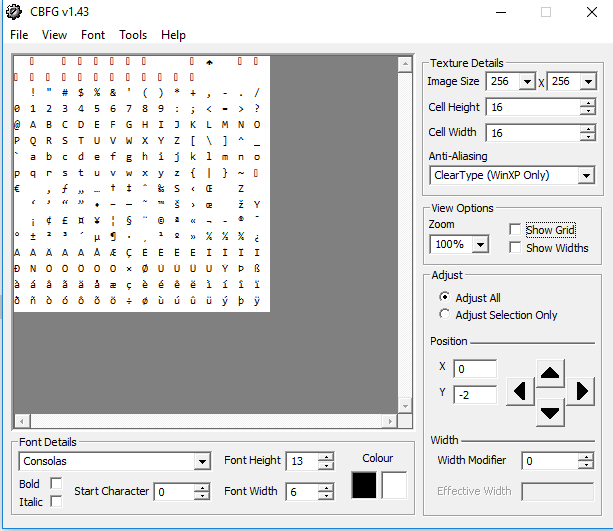 CBFG v1.43
File View Font Tools Help
! " # $ % & ' ( ) * + , - . /
0 1 2 3 4 5 6 7 8 9 : ; < = > ?
@ A B C D E F G H I J K L M N O
P Q R S T U V W X Y Z [ \ ] ^ _
` a b c d e f g h i j k l m n o
p q r s t u v w x y z { | } ~
€ ‚ ƒ „ … † ‡ ˆ ‰ S ‹ Œ Z
‘ ’ “ ” • – — ˜ ™ š › œ ž Y
¡ ¢ £ ¤ ¥ ¦ § ¨ © ª « ¬ - ® ¯
° ± ² ³ ´ µ ¶ · ¸ ¹ º » ¼ ½ ¾ ¿
A A A A A A Æ Ç E E E E I I I I
Ð N O O O O O × Ø U U U U Y Þ ß
à á â ã ä å æ ç è é ê ë ì í î ï
ð ñ ò ó ô õ ö ÷ ø ù ú û ü ý þ ÿ
Texture Details
Image Size 256 X 256
Cell Height 16
Cell Width 16
Anti-Aliasing
ClearType (WinXP Only)
View Options
Zoom
100%
Show Grid
Show Widths
Adjust
Adjust All
Adjust Selection Only
Position
X 0
Y -2
Width
Width Modifier 0
Effective Width
Font Details
Consolas
Font Height 13
Colour
Bold
Italic
Start Character 0
Font Width 6